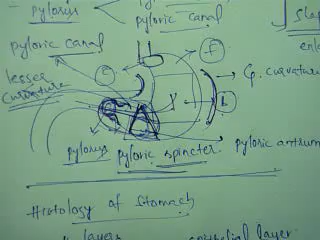 pylorus
pyloric canal
pyloric canal
lesser
curvature
C
f
G. curvature
b
pylorus pyloric spincter pyloric antrum
Histology of Stomach
layers epithelial layer